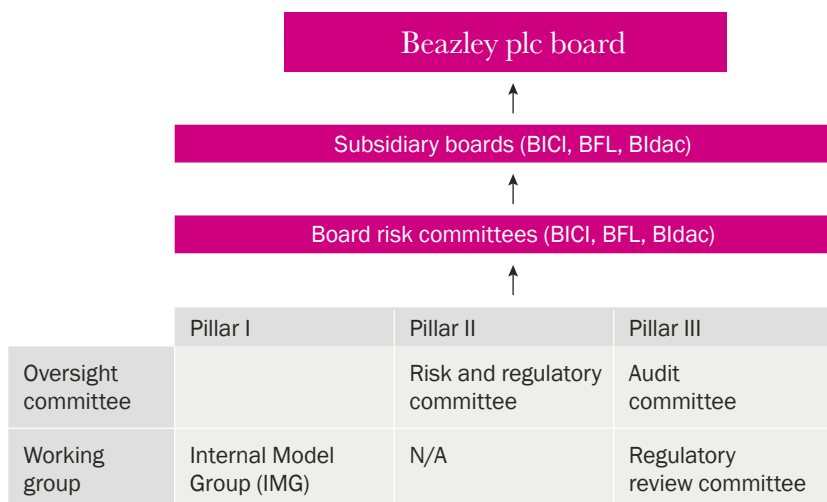 Beazley plc board
Subsidiary boards (BICI, BFL, BIdac)
Board risk committees (BICI, BFL, BIdac)
Pillar I
Pillar II
Pillar III
Oversight
committee
Risk and regulatory
committee
Audit
committee
Working
group
Internal Model
Group (IMG)
N/A
Regulatory
review committee